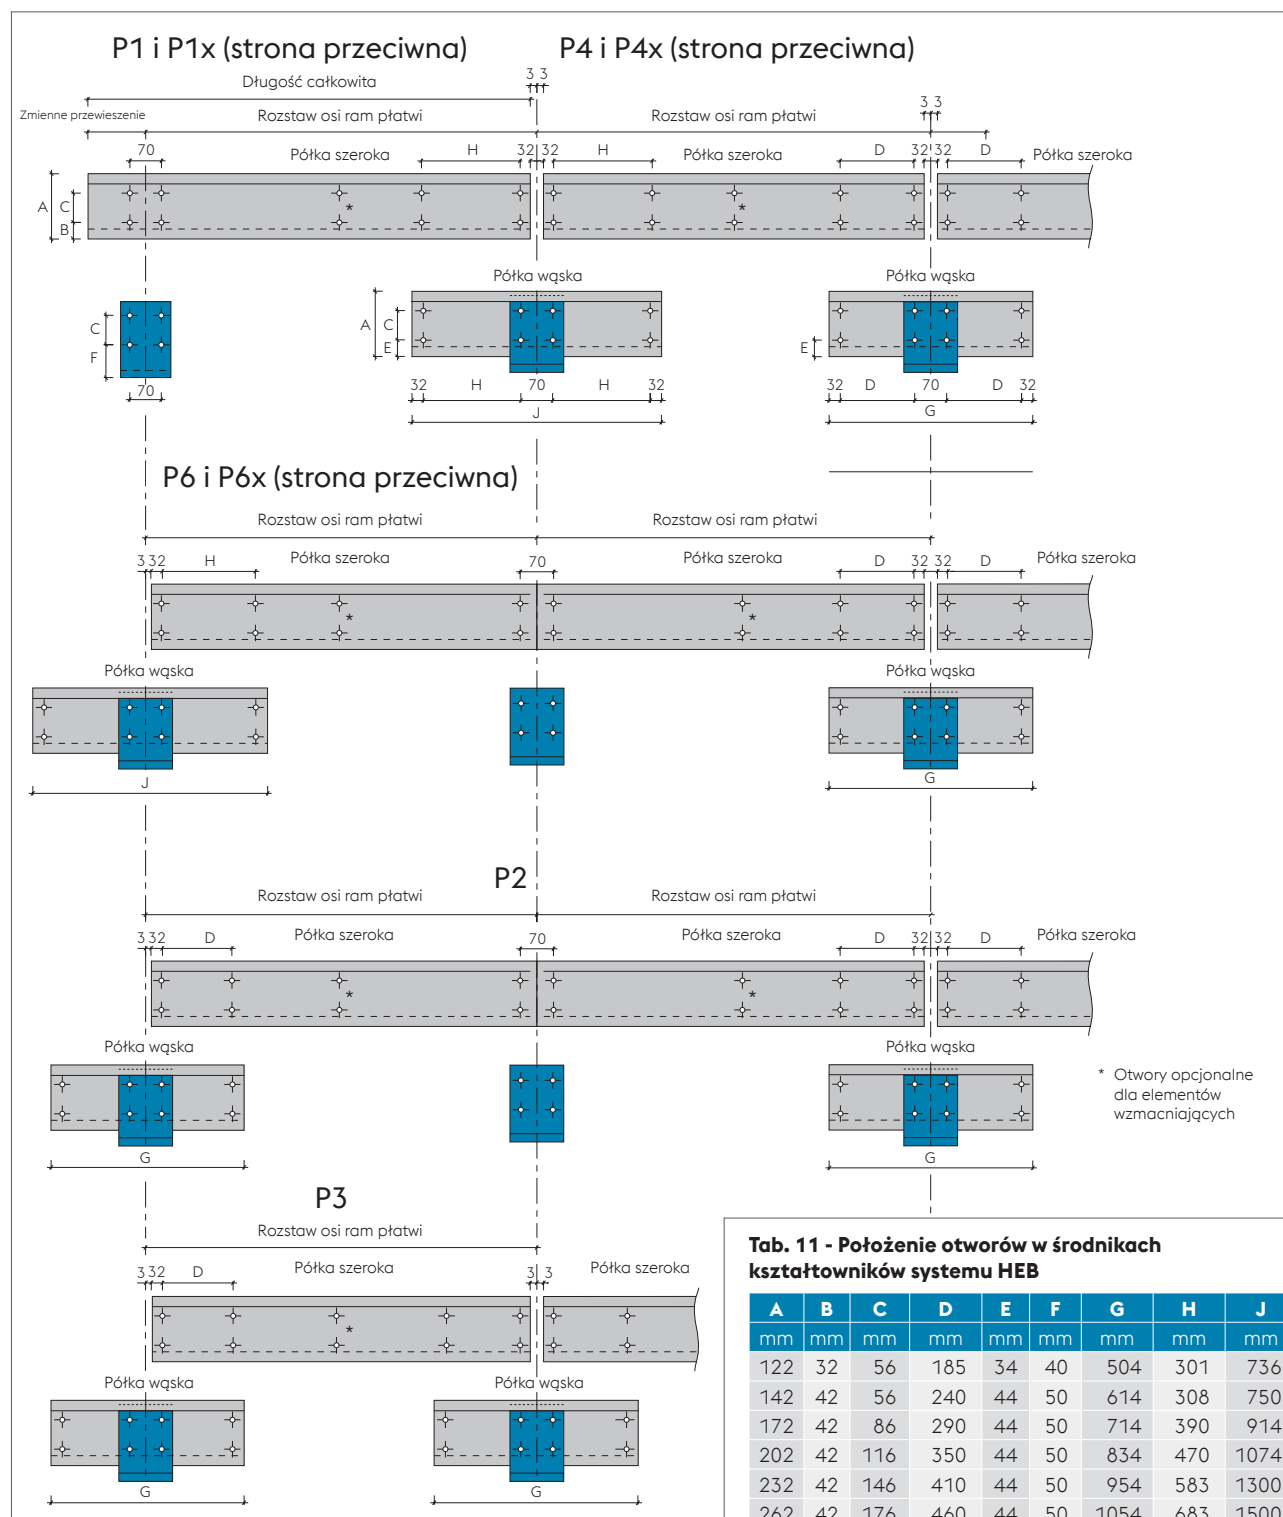 P1 i P1x (strona przeciwna) P4 i P4x (strona przeciwna)
Długość całkowita 3 3
Zmienne przewieszenie Rozstaw osi ram płatwi Rozstaw osi ram płatwi 3 3
70 Półka szeroka H 32 32 H Półka szeroka D 32 32 D Półka szeroka
A C B * *
Półka wąska Półka wąska
C F A C E E
70 32 H 70 H 32 32 D 70 D 32
J G
P6 i P6x (strona przeciwna)
Rozstaw osi ram płatwi Rozstaw osi ram płatwi
3 32 H Półka szeroka 70 Półka szeroka D 32 32 D Półka szeroka
* *
Półka wąska Półka wąska
J G
P2
Rozstaw osi ram płatwi Rozstaw osi ram płatwi
3 32 D Półka szeroka 70 Półka szeroka D 32 32 D Półka szeroka
* *
Półka wąska Półka wąska
G G
* Otwory opcjonalne
dla elementów
wzmacniających
P3
Rozstaw osi ram płatwi
3 32 D Półka szeroka 3 3 Półka szeroka
*
Półka wąska Półka wąska
G G
Tab. 11 - Położenie otworów w środnikach
kształtowników systemu HEB
A B C D E F G H J
mm mm mm mm mm mm mm mm mm
122 32 56 185 34 40 504 301 736
142 42 56 240 44 50 614 308 750
172 42 86 290 44 50 714 390 914
202 42 116 350 44 50 834 470 1074
232 42 146 410 44 50 954 583 1300
262 42 176 460 44 50 1054 683 1500